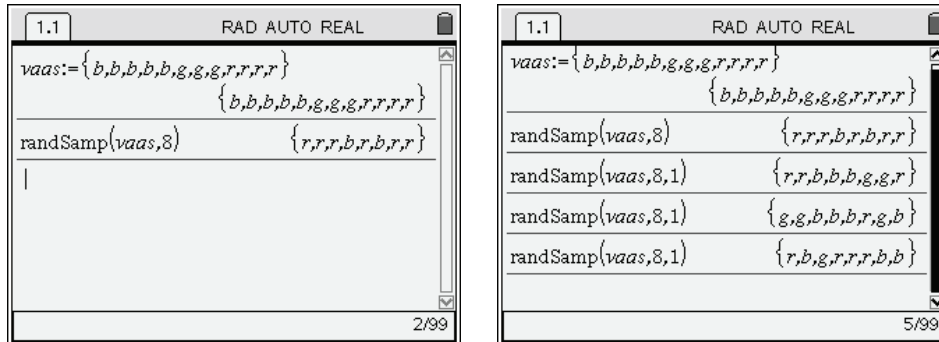 1.1 RAD AUTO REAL
vaas:={b,b,b,b,b,g,g,g,r,r,r,r}
{b,b,b,b,b,g,g,g,r,r,r,r}
randSamp(vaas,8) {r,r,r,b,r,b,r,r}
2/99
1.1 RAD AUTO REAL
vaas:={b,b,b,b,b,g,g,g,r,r,r,r}
{b,b,b,b,b,g,g,g,r,r,r,r}
randSamp(vaas,8) {r,r,r,b,r,b,r,r}
randSamp(vaas,8,1) {r,r,b,b,b,g,g,r}
randSamp(vaas,8,1) {g,g,b,b,b,r,g,b}
randSamp(vaas,8,1) {r,b,g,r,r,r,b,b}
5/99